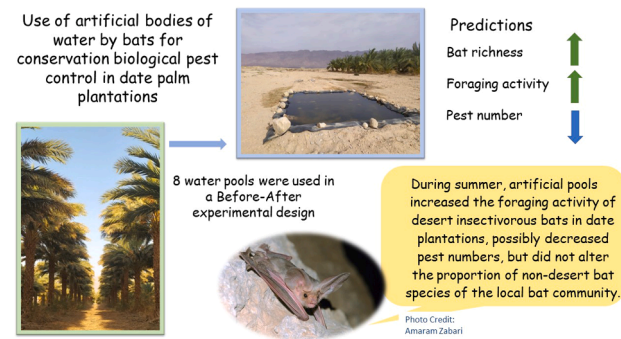 Use of artificial bodies of
water by bats for
conservation biological pest
control in date palm
plantations
Predictions
Bat richness
Foraging activity
Pest number
8 water pools were used in
a Before-After
experimental design
During summer, artificial pools
increased the foraging activity of
desert insectivorous bats in date
plantations, possibly decreased
pest numbers, but did not alter
the proportion of non-desert bat
species of the local bat community.
Photo Credit:
Amaram Zabari